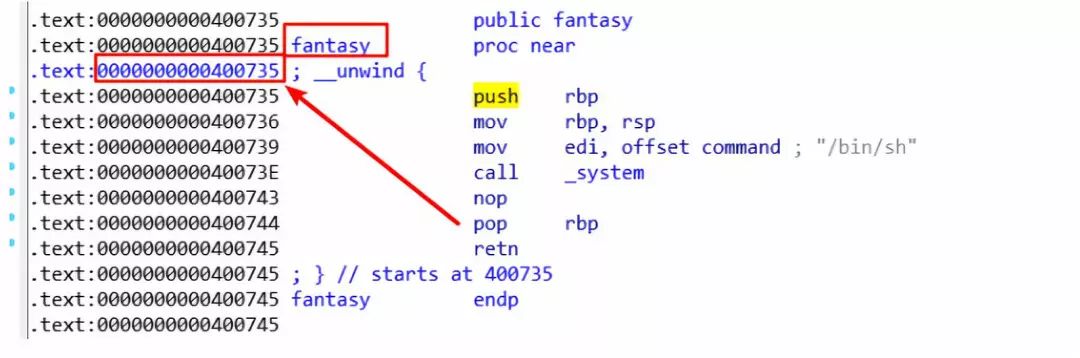 .text:0000000000400735 public fantasy
.text:0000000000400735 fantasy proc near
.text:0000000000400735 ; __unwind {
.text:0000000000400735 push rbp
.text:0000000000400736 mov rbp, rsp
.text:0000000000400739 mov edi, offset command ; "/bin/sh"
.text:000000000040073E call _system
.text:0000000000400743 nop
.text:0000000000400744 pop rbp
.text:0000000000400745 retn
.text:0000000000400745 ; } // starts at 400735
.text:0000000000400745 fantasy endp
.text:0000000000400745